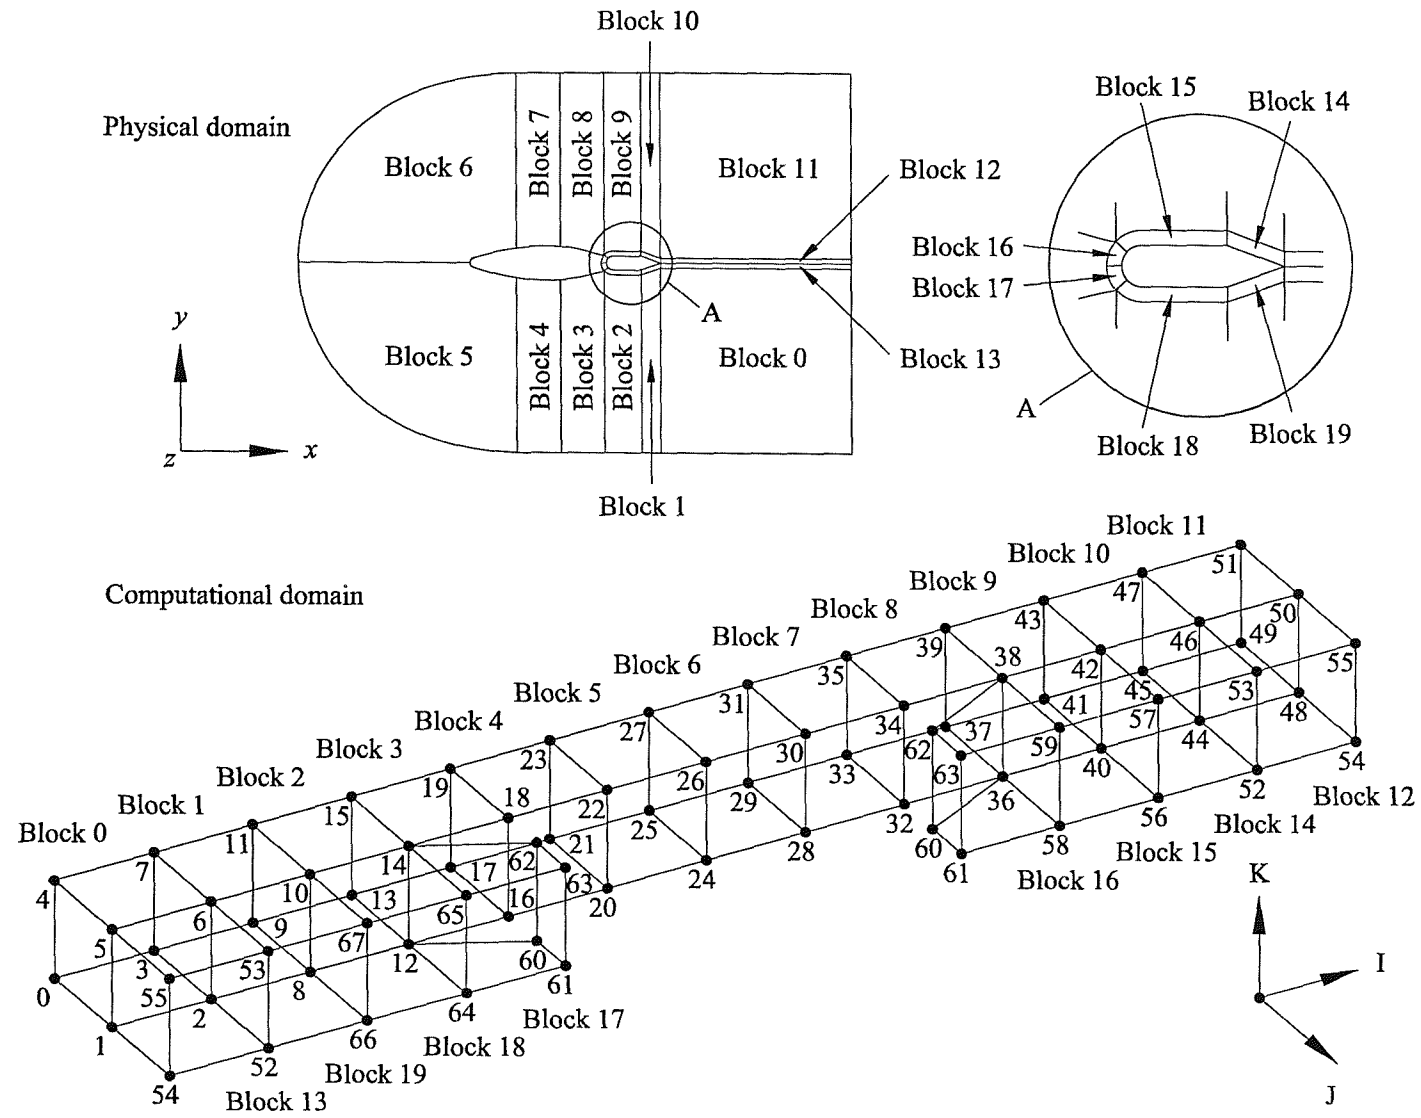 Block 10
Physical domain
Block 6
Block 7
Block 8
Block 9
Block 11
Block 12
Block 5
Block 4
Block 3
Block 2
Block 0
Block 13
A
Block 1
y
z
x
Block 15
Block 14
Block 16
Block 17
A
Block 18
Block 19
Computational domain
Block 0
Block 1
Block 2
Block 3
Block 4
Block 5
Block 6
Block 7
Block 8
Block 9
Block 10
Block 11
4 7 11 15 19 23 27 31 35 39 43 47 51
5 6 10 14 18 22 26 30 34 38 42 46 50
0 3 9 13 17 21 25 29 33 37 41 45 49
1 2 8 12 16 20 24 28 32 36 40 44 48
55 53 67 65 63 62 60 61
54 52 66 64
62 63 59 57 53 55
60 61 58 56 52 54
Block 13
Block 19
Block 18
Block 17
Block 16
Block 15
Block 14
Block 12
K
I
J